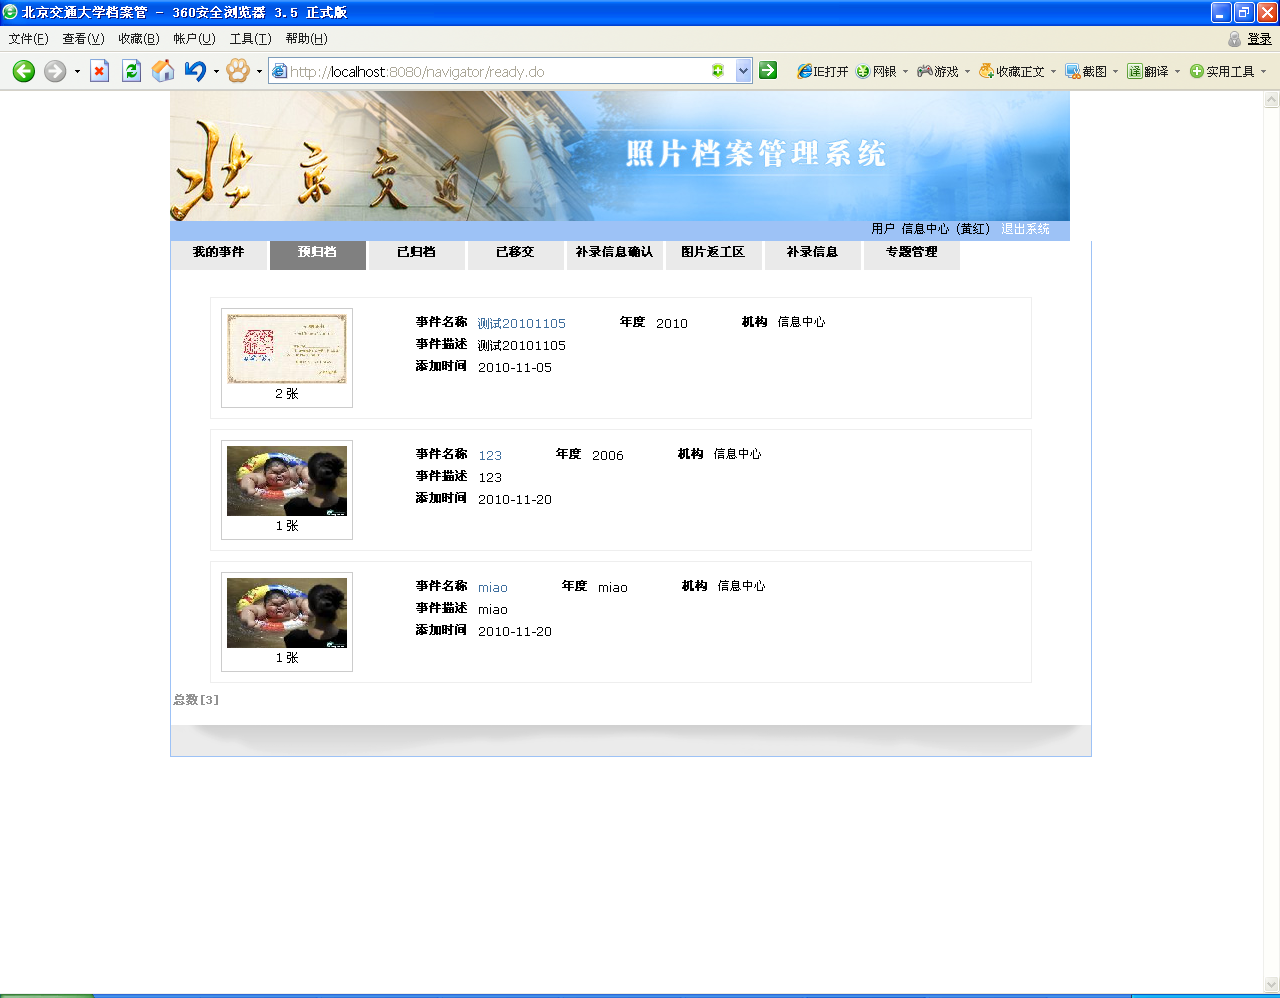 北京交通大学档案管 - 360安全浏览器 3.5 正式版
文件(F) 查看(V) 收藏(B) 帐户(U) 工具(T) 帮助(H) 登录
http://localhost:8080/navigator/ready.do IE打开 网银 游戏 收藏正文 截图 翻译 实用工具
北京交通大
照片档案管理系统
用户 信息中心 (黄红) 退出系统
我的事件 预归档 已归档 已移交 补录信息确认 图片返工区 补录信息 专题管理
事件名称 测试20101105 年度 2010 机构 信息中心
事件描述 测试20101105
添加时间 2010-11-05
2 张
事件名称 123 年度 2006 机构 信息中心
事件描述 123
添加时间 2010-11-20
1 张
事件名称 miao 年度 miao 机构 信息中心
事件描述 miao
添加时间 2010-11-20
1 张
总数[3]